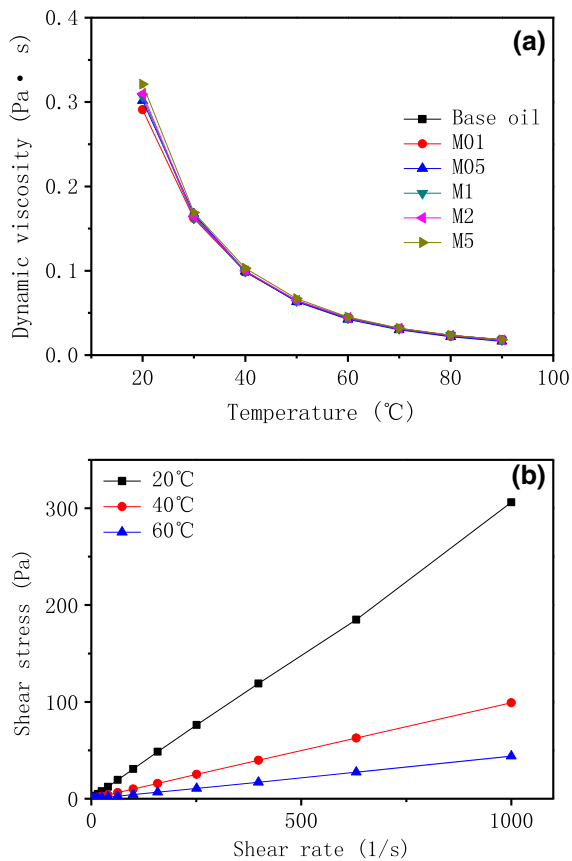 (a)
0.4
0.3
0.2
0.1
0.0
Dynamic viscosity (Pa• s)
Base oil
M01
M05
M1
M2
M5
20
40
60
80
100
Temperature (℃)
(b)
20℃
40℃
60℃
300
200
100
0
Shear stress (Pa)
0
500
1000
Shear rate (1/s)